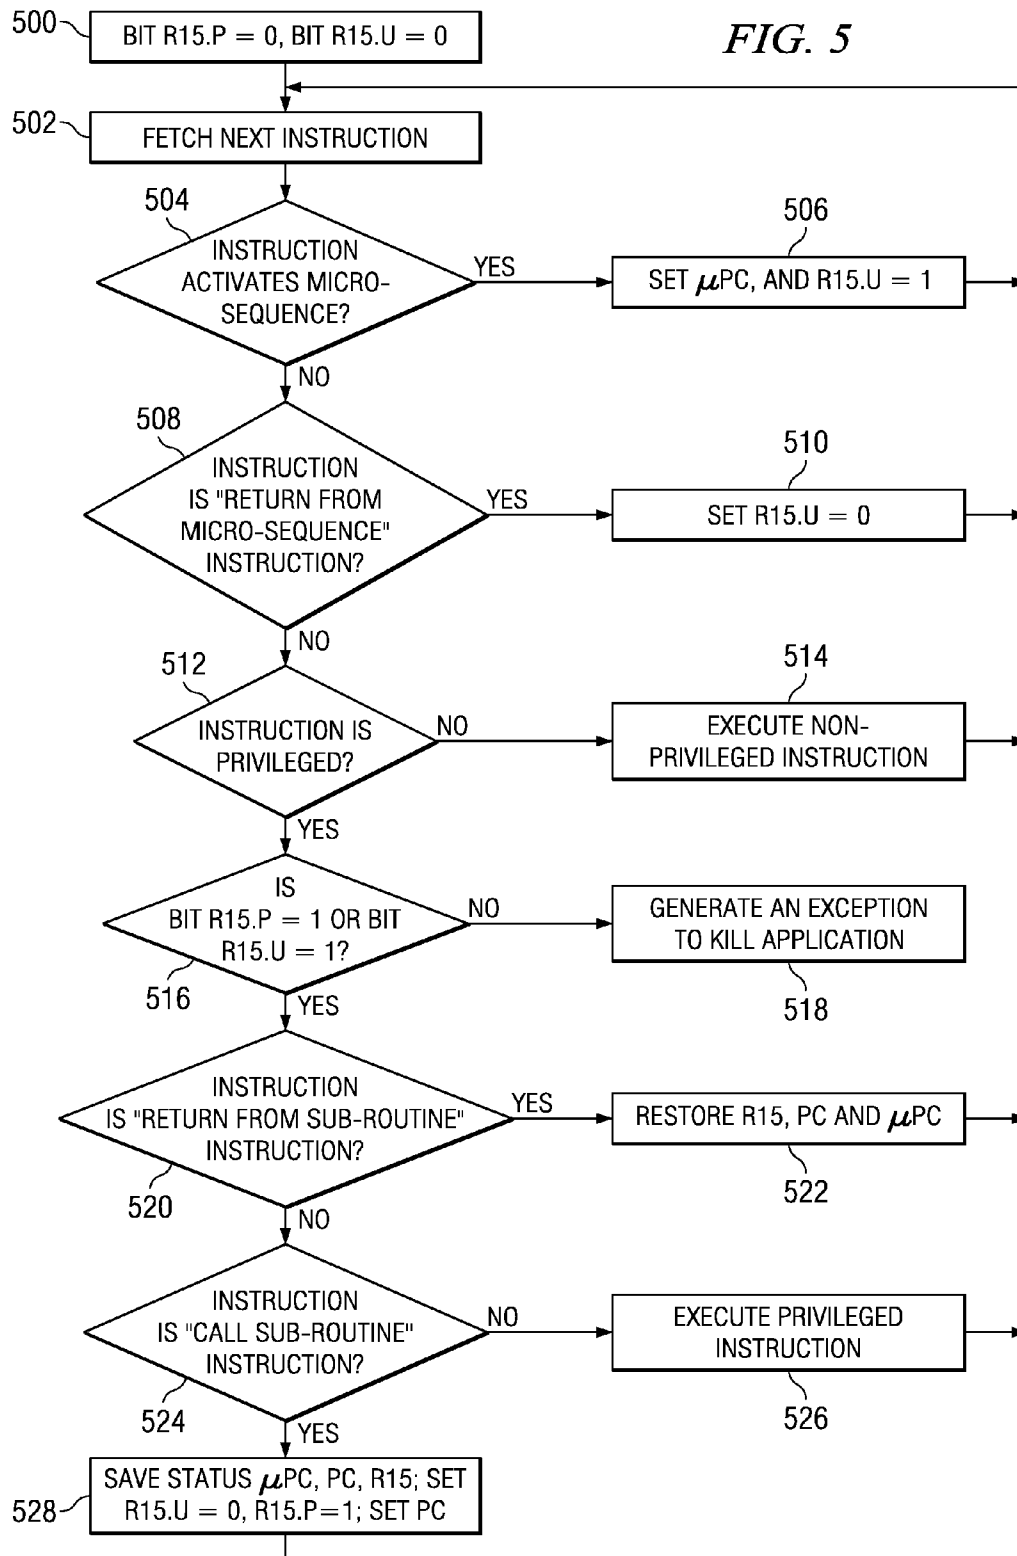 500
BIT R15.P = 0, BIT R15.U = 0
FIG. 5
502
FETCH NEXT INSTRUCTION
504
INSTRUCTION
ACTIVATES MICRO-
SEQUENCE?
YES
NO
506
SET µPC, AND R15.U = 1
508
INSTRUCTION
IS "RETURN FROM
MICRO-SEQUENCE"
INSTRUCTION?
YES
NO
510
SET R15.U = 0
512
INSTRUCTION IS
PRIVILEGED?
NO
YES
514
EXECUTE NON-
PRIVILEGED INSTRUCTION
IS
BIT R15.P = 1 OR BIT
R15.U = 1?
516
NO
YES
GENERATE AN EXCEPTION
TO KILL APPLICATION
518
INSTRUCTION
IS "RETURN FROM SUB-ROUTINE"
INSTRUCTION?
520
YES
NO
RESTORE R15, PC AND µPC
522
INSTRUCTION
IS "CALL SUB-ROUTINE"
INSTRUCTION?
524
NO
YES
EXECUTE PRIVILEGED
INSTRUCTION
526
528
SAVE STATUS µPC, PC, R15; SET
R15.U = 0, R15.P=1; SET PC